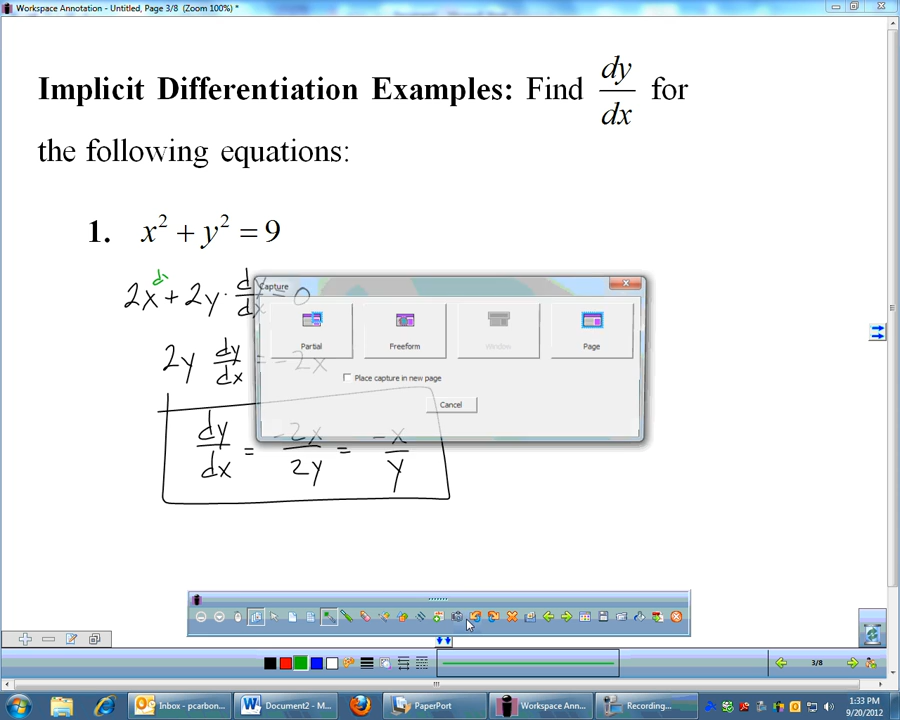 Workspace Annotation - Untitled, Page 3/8 (Zoom 100%) *
Implicit Differentiation Examples: Find dy/dx for
the following equations:
1. x² + y² = 9
2x + 2y · dy/dx = 0
2y dy/dx = -2x
dy/dx = -2x/2y = -x/y
Capture
Partial
Freeform
Window
Page
Place capture in new page
Cancel
3/8
Inbox - pcarbon...
Document2 - M...
PaperPort
Workspace Ann...
Recording...
1:33 PM
9/20/2012